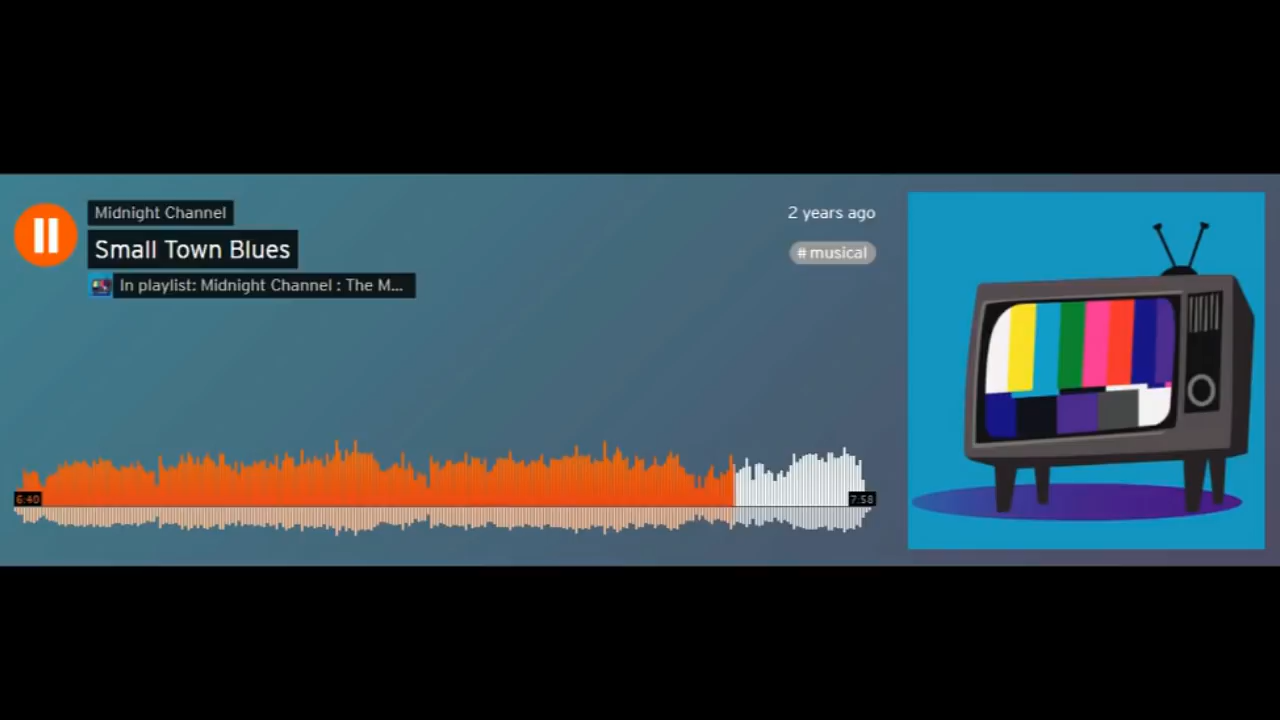 Midnight Channel
2 years ago
Small Town Blues
#musical
In playlist: Midnight Channel : The M...
6:40
7:58